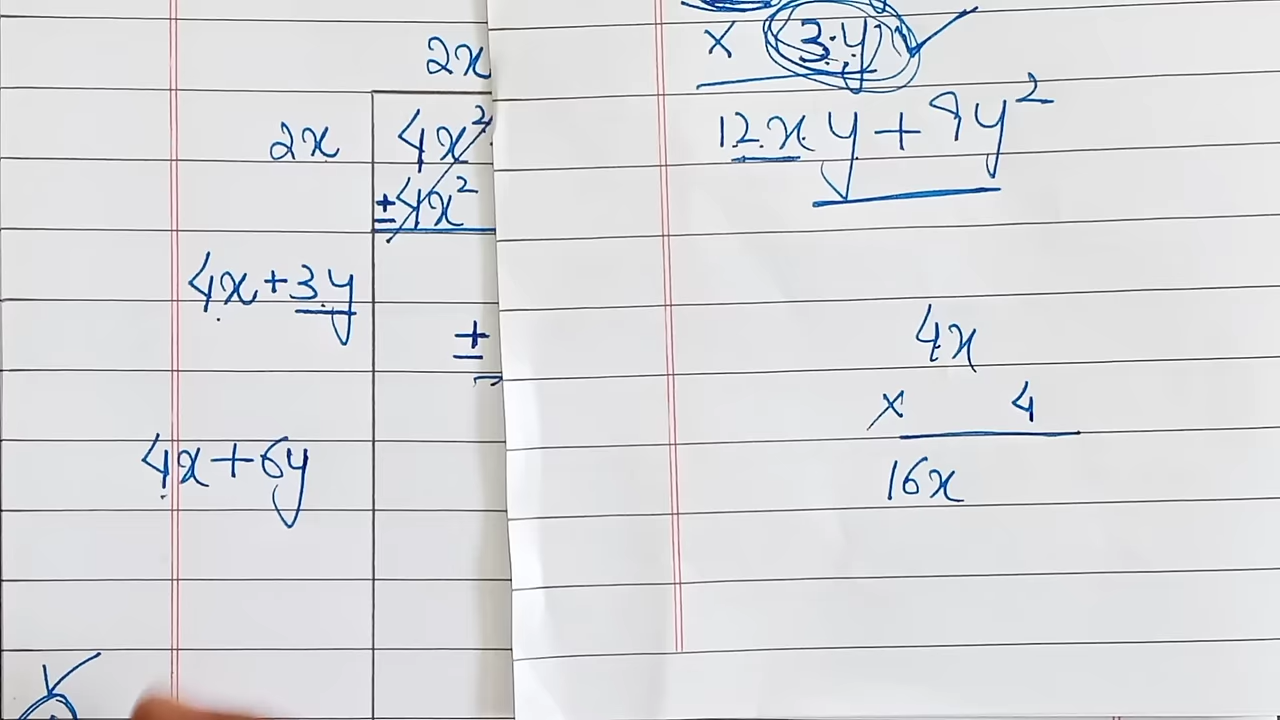 2x
2x 4x²
±4x²
4x+3y
±
4x+6y
x 3y
12xy+9y²
4x
x 4
16x